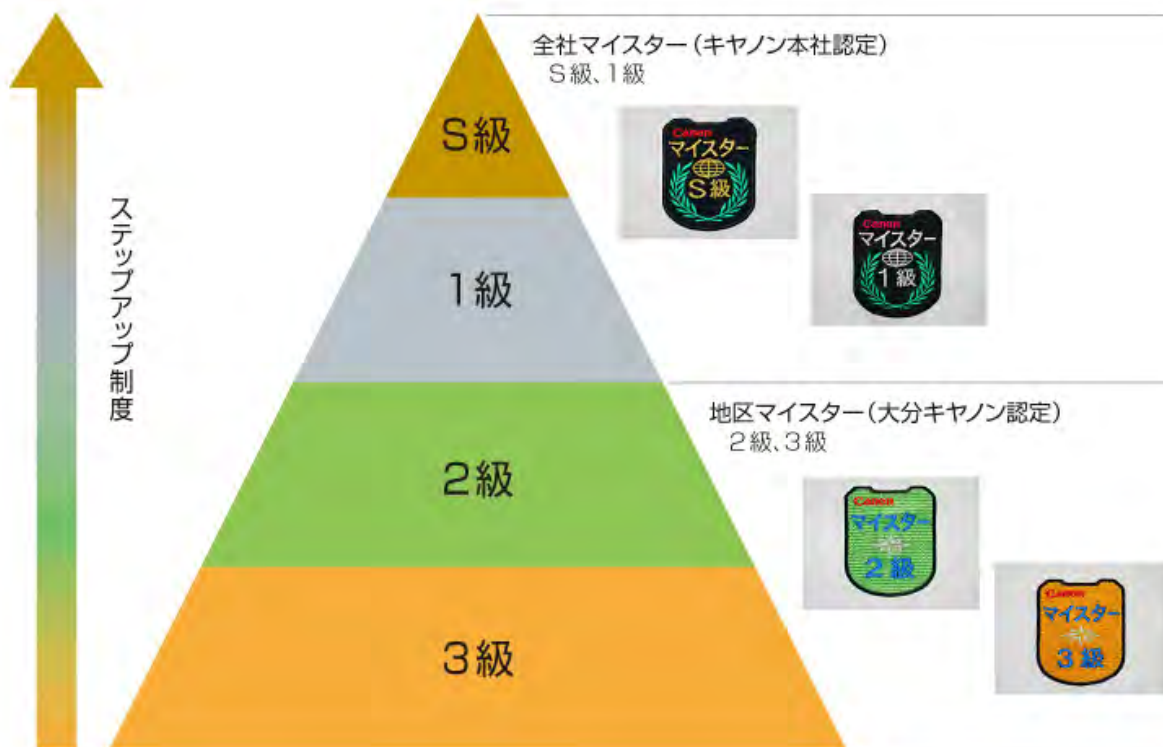 全社マイスター（キヤノン本社認定）
S級、1級
S級
Canon
マイスター
S級
ステップアップ制度
Canon
マイスター
1級
1級
地区マイスター（大分キヤノン認定）
2級、3級
2級
Canon
マイスター
2級
Canon
マイスター
3級
3級